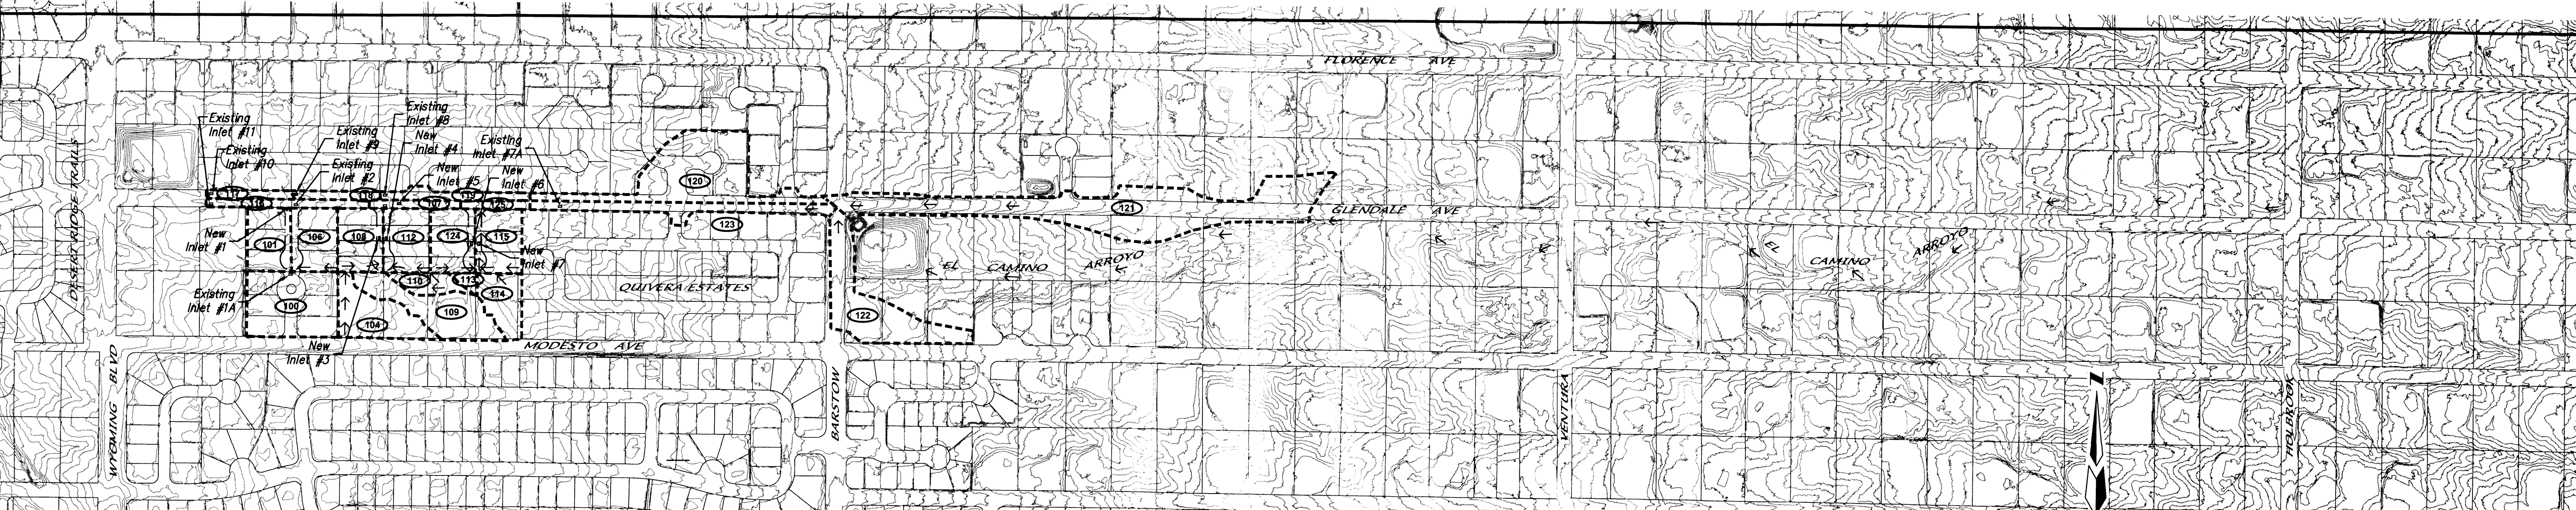 FLORENCE AVE
Existing
Inlet #11
Existing
Inlet #10
Existing
Inlet #9
Existing
Inlet #2
Existing
Inlet #8
New
Inlet #4
Existing
Inlet #7A
New
Inlet #5
New
Inlet #6
DESERT RIDGE TRAILS
120
118
107
119
125
121
GLENDALE AVE
123
New
Inlet #1
101
106
108
112
124
115
New
Inlet #7
EL CAMINO ARROYO
EL CAMINO ARROYO
QUIVERA ESTATES
Existing
Inlet #1A
100
110
113
114
104
109
122
New
Inlet #3
MODESTO AVE
WYOMING BLVD
BARSTOW
VENTURA
HOLBROOK